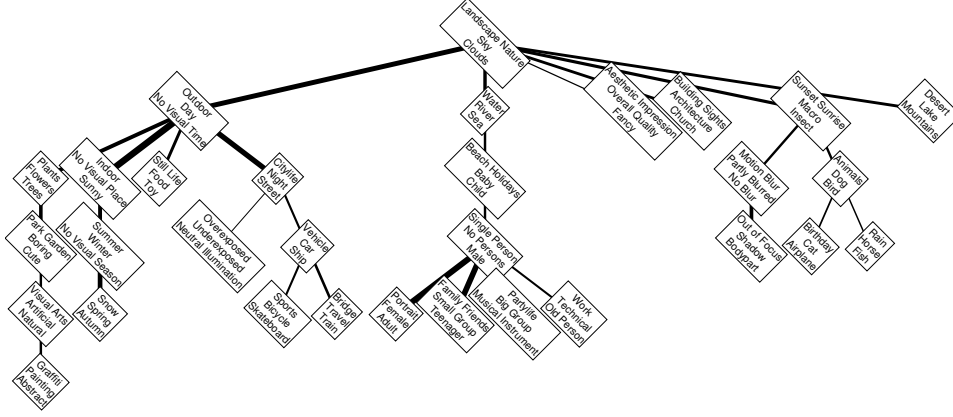 Landscape Nature
Sky
Clouds
Outdoor
Day
No Visual Time
Water
River
Sea
Aesthetic Impression
Overall Quality
Fancy
Building Sights
Architecture
Church
Sunset Sunrise
Macro
Insect
Desert
Lake
Mountains
Plants
Flowers
Trees
Indoor
No Visual Place
Sunny
Still Life
Food
Toy
Citylife
Night
Street
Beach Holidays
Baby
Child
Motion Blur
Partly Blurred
No Blur
Animals
Dog
Bird
Park Garden
Boring
Cute
Summer
Winter
No Visual Season
Overexposed
Underexposed
Neutral Illumination
Vehicle
Car
Ship
Single Person
No Persons
Male
Out of Focus
Shadow
Bodypart
Birthday
Cat
Airplane
Rain
Horse
Fish
Visual Arts
Artificial
Natural
Snow
Spring
Autumn
Sports
Bicycle
Skateboard
Bridge
Travel
Train
Portrait
Female
Adult
Family Friends
Small Group
Teenager
Partylife
Big Group
Musical Instrument
Work
Technical
Old Person
Graffiti
Painting
Abstract